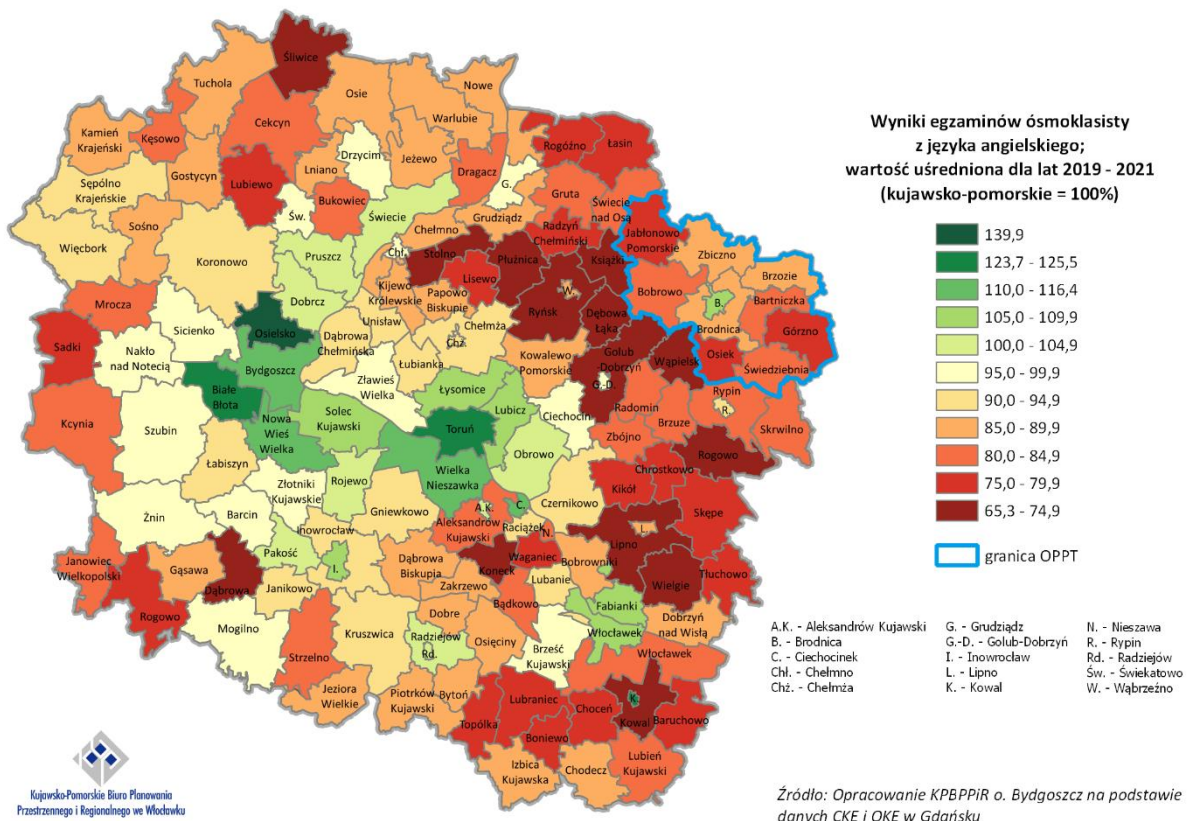 Śliwice
Tuchola
Nowe
Osie
Warlubie
Kamień
Krajeński
Kęsowo
Cekcyn
Drzycim
Jeżewo
Rogóźno
Łasin
Gostycyn
Lubiewo
Lniano
Dragacz
G.
Sępólno
Krajeńskie
Bukowiec
Gruta
Św.
Świecie
Świecie
nad Osą
Sośno
Chełmno
Grudziądz
Radzyń
Chełmiński
Jabłonowo
Pomorskie
Więcbork
Pruszcz
Chł.
Stolno
Płużnica
Książki
Zbiczno
Koronowo
Brzozie
Kijewo
Królewskie
Lisewo
W.
Bobrowo
B.
Bartniczka
Mrocza
Dobrcz
Papowo
Biskupie
Ryńsk
Dębowa
Łąka
Brodnica
Górzno
Sicienko
Osielsko
Unisław
Chełmża
Chż.
Sadki
Dąbrowa
Chełmińska
Golub
-Dobrzyń
Wąpielsk
Osiek
Nakło
nad Notecią
Bydgoszcz
Łubianka
Kowalewo
Pomorskie
G.-D.
Świedziebnia
Białe
Błota
Zławieś
Wielka
Łysomice
Rypin
R.
Radomin
Kcynia
Solec
Kujawski
Lubicz
Ciechocin
Szubin
Nowa
Wieś
Wielka
Toruń
Zbójno
Brzuze
Skrwilno
Obrowo
Łabiszyn
Wielka
Nieszawka
Rogowo
Złotniki
Kujawskie
Rojewo
Chrostkowo
Kikół
Żnin
Barcin
Gniewkowo
A.K.
C.
Czernikowo
Skępe
Inowrocław
Aleksandrów
Kujawski
Raciążek
N.
L.
Pakość
I.
Lipno
Janowiec
Wielkopolski
Gąsawa
Dąbrowa
Dąbrowa
Biskupia
Koneck
Waganiec
Bobrowniki
Wielgie
Tłuchowo
Janikowo
Zakrzewo
Lubanie
Rogowo
Bądkowo
Fabianki
Dobre
Dobrzyń
nad Wisłą
Mogilno
Kruszwica
Radziejów
Rd.
Osięciny
Włocławek
Strzelno
Brześć
Kujawski
Włocławek
Jeziora
Wielkie
Piotrków
Kujawski
Bytoń
Lubraniec
Choceń
K.
Kowal
Baruchowo
Topólka
Boniewo
Lubień
Kujawski
Izbica
Kujawska
Chodecz
Wyniki egzaminów ósmoklasisty
z języka angielskiego;
wartość uśredniona dla lat 2019 - 2021
(kujawsko-pomorskie = 100%)
139,9
123,7 - 125,5
110,0 - 116,4
105,0 - 109,9
100,0 - 104,9
95,0 - 99,9
90,0 - 94,9
85,0 - 89,9
80,0 - 84,9
75,0 - 79,9
65,3 - 74,9
granica OPPT
A.K. - Aleksandrów Kujawski
B. - Brodnica
C. - Ciechocinek
Chł. - Chełmno
Chż. - Chełmża
G. - Grudziądz
G.-D. - Golub-Dobrzyń
I. - Inowrocław
L. - Lipno
K. - Kowal
N. - Nieszawa
R. - Rypin
Rd. - Radziejów
Św. - Świekatowo
W. - Wąbrzeźno
Kujawsko-Pomorskie Biuro Planowania
Przestrzennego i Regionalnego we Włocławku
Źródło: Opracowanie KPBPPiR o. Bydgoszcz na podstawie
danych CKE i OKE w Gdańsku